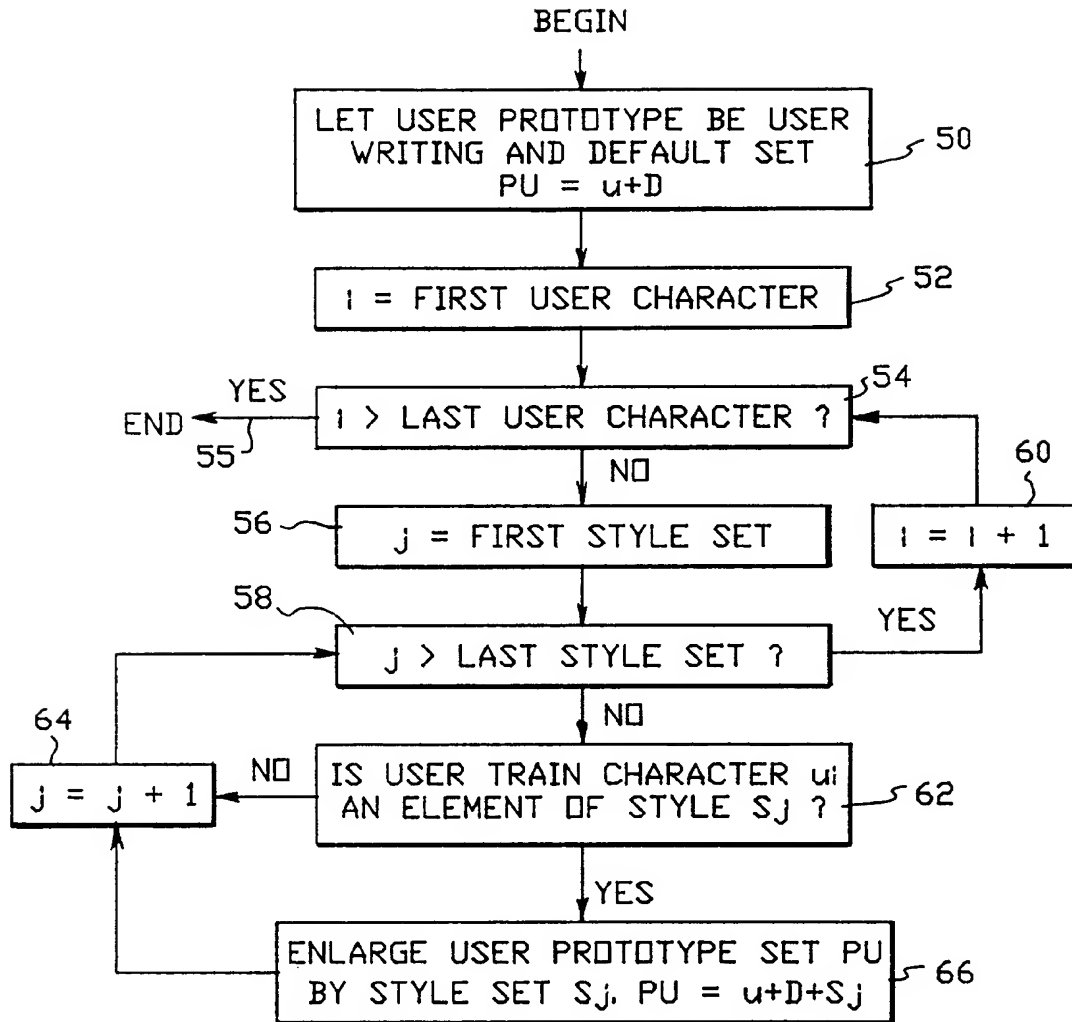 BEGIN
LET USER PROTOTYPE BE USER
WRITING AND DEFAULT SET
PU = u+D
50
i = FIRST USER CHARACTER
52
54
YES
i > LAST USER CHARACTER ?
END
55
NO
60
56
j = FIRST STYLE SET
i = i + 1
58
YES
j > LAST STYLE SET ?
NO
64
NO
IS USER TRAIN CHARACTER ui
AN ELEMENT OF STYLE Sj ?
j = j + 1
62
YES
ENLARGE USER PROTOTYPE SET PU
BY STYLE SET Sj. PU = u+D+Sj
66